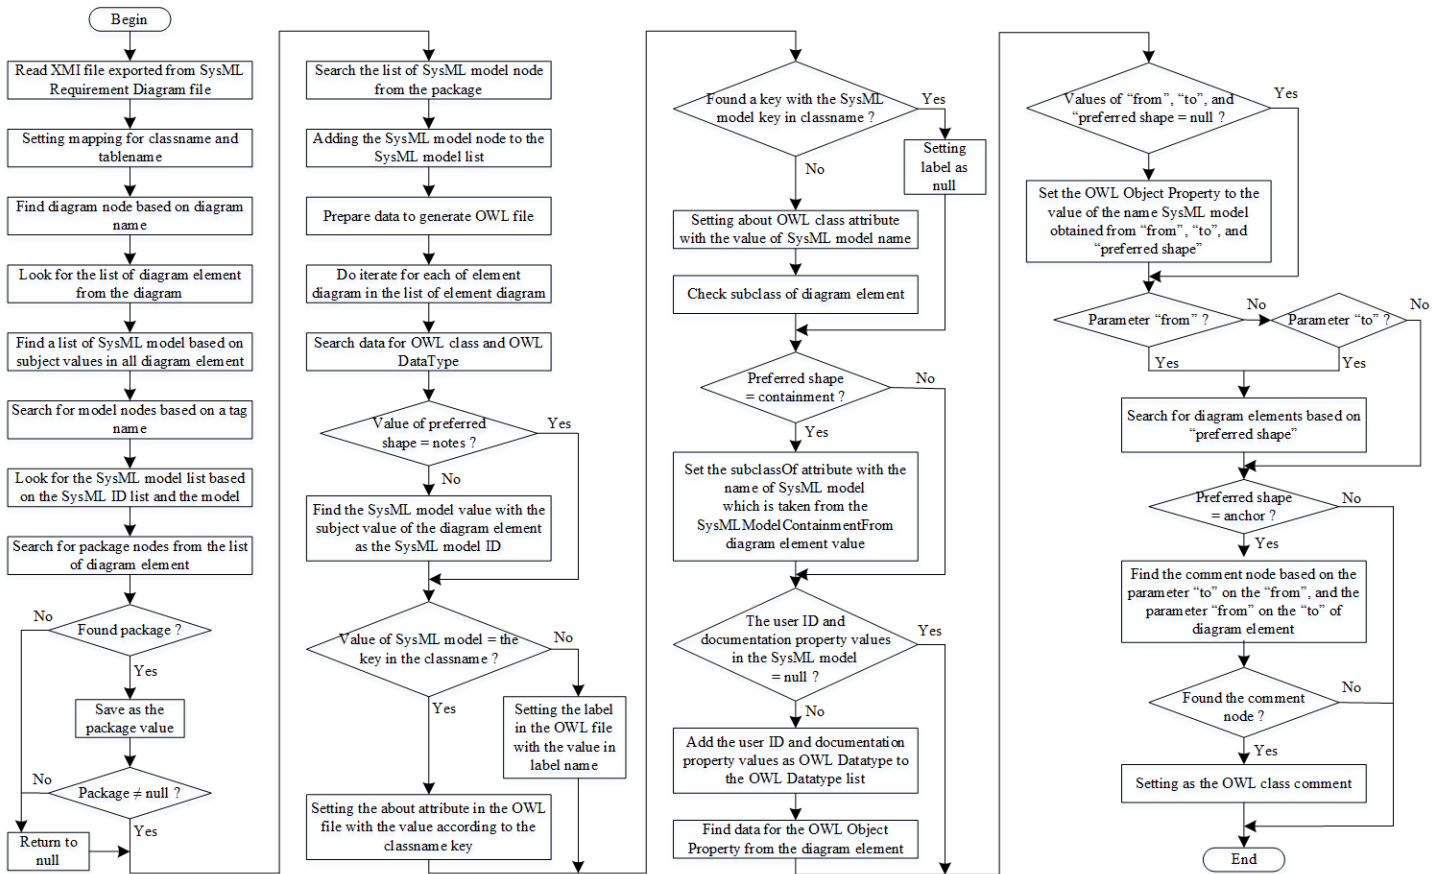 Begin
Read XMI file exported from SysML
Requirement Diagram file
Setting mapping for classname and
tablename
Find diagram node based on diagram
name
Look for the list of diagram element
from the diagram
Find a list of SysML model based on
subject values in all diagram element
Search for model nodes based on a tag
name
Look for the SysML model list based
on the SysML ID list and the model
Search for package nodes from the list
of diagram element
No
Found package ?
Yes
Save as the
package value
No
Package ≠ null ?
Yes
Return to
null
Search the list of SysML model node
from the package
Adding the SysML model node to the
SysML model list
Prepare data to generate OWL file
Do iterate for each of element
diagram in the list of element diagram
Search data for OWL class and OWL
DataType
Value of preferred
shape = notes ?
Yes
No
Find the SysML model value with the
subject value of the diagram element
as the SysML model ID
Value of SysML model = the
key in the classname ?
No
Yes
Setting the label
in the OWL file
with the value in
label name
Setting the about attribute in the OWL
file with the value according to the
classname key
Found a key with the SysML
model key in classname ?
Yes
Setting
label as
null
No
Setting about OWL class attribute
with the value of SysML model name
Check subclass of diagram element
Preferred shape
= containment ?
No
Yes
Set the subclassOf attribute with the
name of SysML model
which is taken from the
SysMLModelContainmentFrom
diagram element value
The user ID and
documentation property values
in the SysML model
= null ?
Yes
No
Add the user ID and documentation
property values as OWL Datatype to
the OWL Datatype list
Find data for the OWL Object
Property from the diagram element
Values of “from”, “to”, and
“preferred shape = null ?
Yes
Set the OWL Object Property to the
value of the name SysML model
obtained from “from”, “to”, and
“preferred shape”
Parameter “from” ?
No
Parameter “to” ?
No
Yes
Yes
Search for diagram elements based on
“preferred shape”
Preferred shape
= anchor ?
No
Yes
Find the comment node based on the
parameter “to” on the “from”, and the
parameter “from” on the “to” of
diagram element
Found the comment
node ?
No
Yes
Setting as the OWL class comment
End